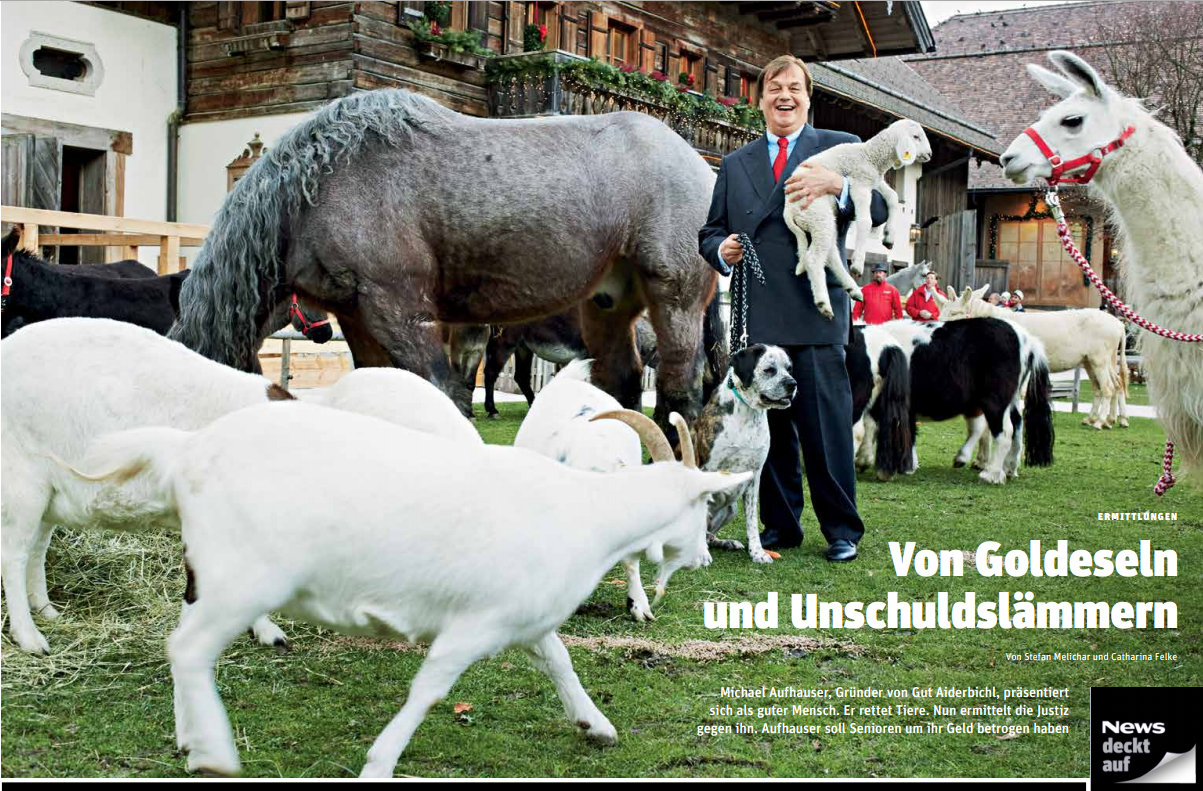 ERMITTLUNGEN
Von Goldeseln
und Unschuldslämmern
Von Stefan Melichar und Catharina Felke
Michael Aufhauser, Gründer von Gut Aiderbichl, präsentiert
sich als guter Mensch. Er rettet Tiere. Nun ermittelt die Justiz
gegen ihn. Aufhauser soll Senioren um ihr Geld betrogen haben
News
deckt
auf